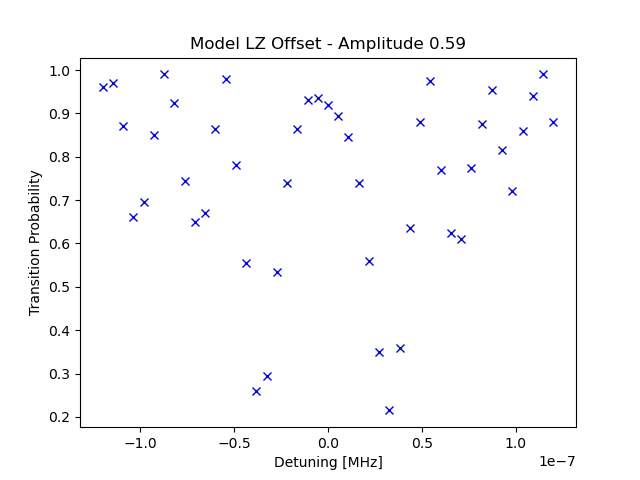 Model LZ Offset - Amplitude 0.59
1.0
0.9
0.8
0.7
0.6
0.5
0.4
0.3
0.2
Transition Probability
−1.0 −0.5 0.0 0.5 1.0
1e−7
Detuning [MHz]